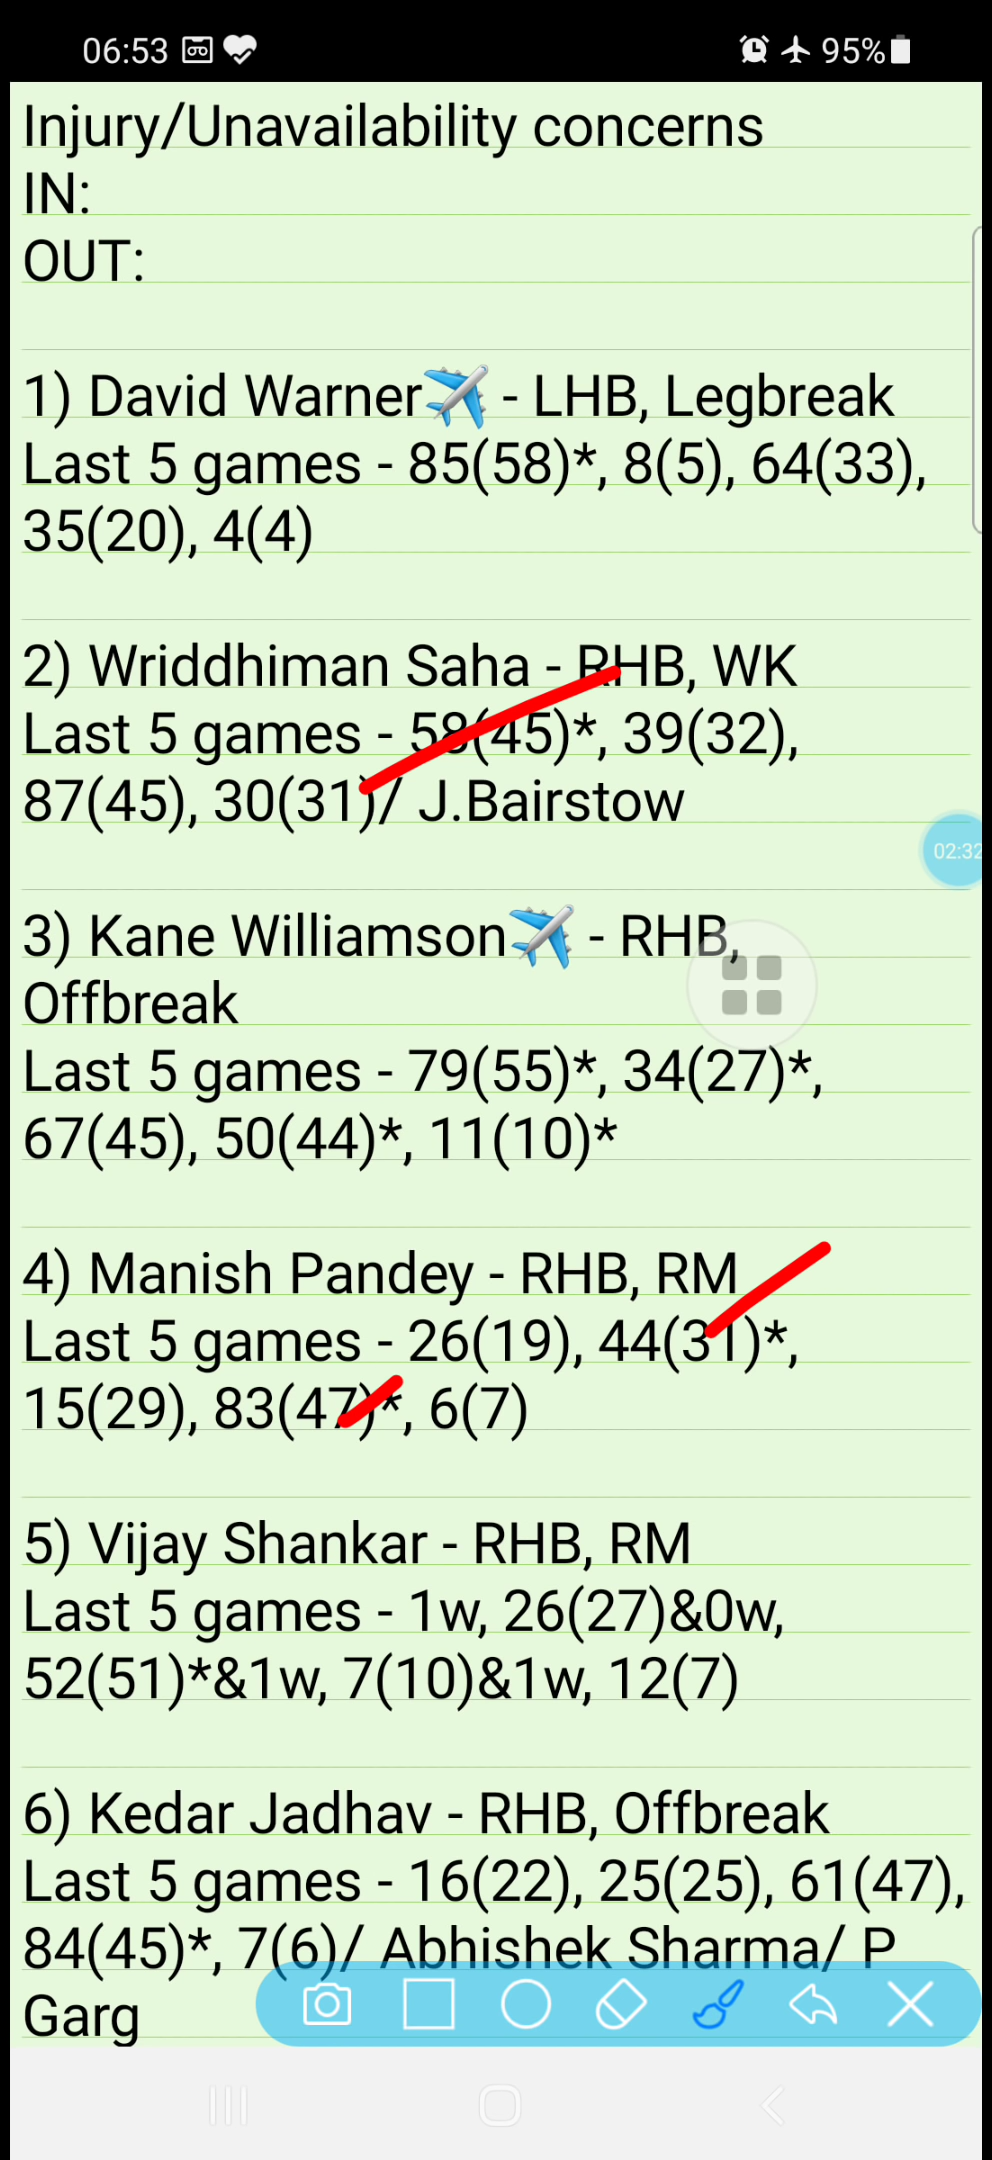 06:53 95%
Injury/Unavailability concerns
IN:
OUT:
1) David Warner✈️ - LHB, Legbreak
Last 5 games - 85(58)*, 8(5), 64(33),
35(20), 4(4)
2) Wriddhiman Saha - RHB, WK
Last 5 games - 58(45)*, 39(32),
87(45), 30(31)/ J.Bairstow
02:32
3) Kane Williamson✈️ - RHB,
Offbreak
Last 5 games - 79(55)*, 34(27)*,
67(45), 50(44)*, 11(10)*
4) Manish Pandey - RHB, RM
Last 5 games - 26(19), 44(31)*,
15(29), 83(47)*, 6(7)
5) Vijay Shankar - RHB, RM
Last 5 games - 1w, 26(27)&0w,
52(51)*&1w, 7(10)&1w, 12(7)
6) Kedar Jadhav - RHB, Offbreak
Last 5 games - 16(22), 25(25), 61(47),
84(45)*, 7(6)/ Abhishek Sharma/ P
Garg